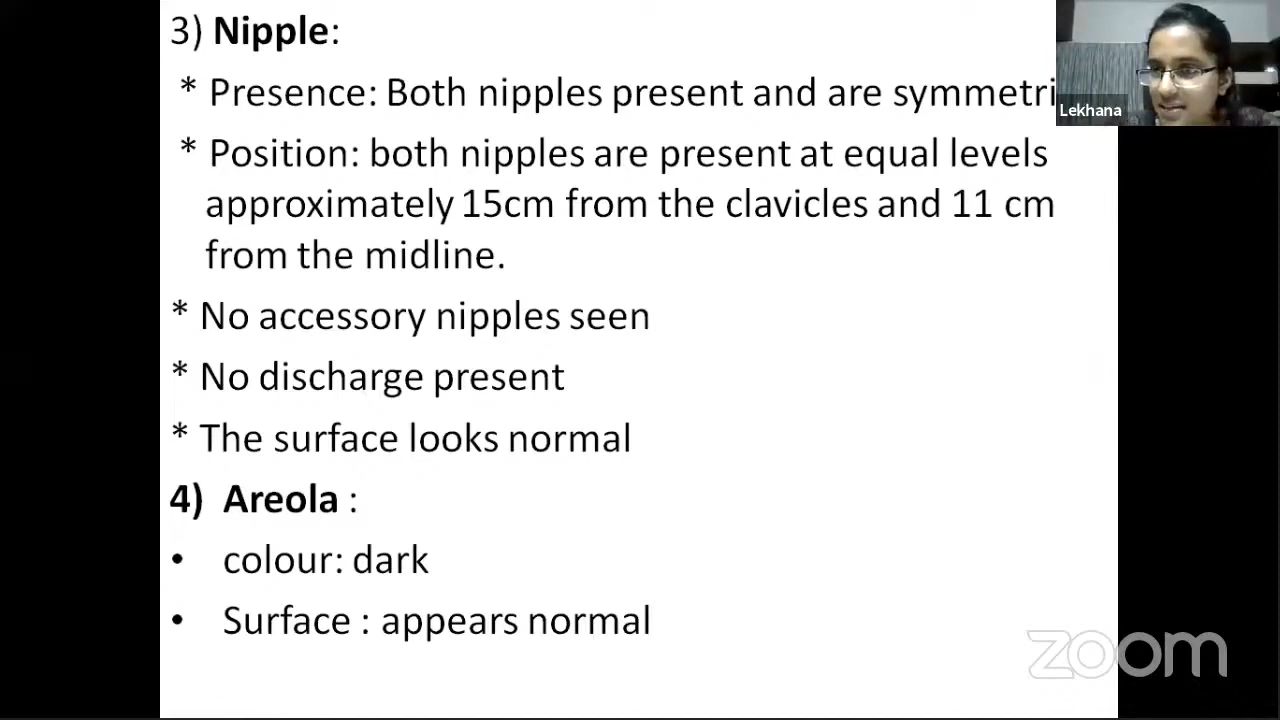 3) Nipple:
* Presence: Both nipples present and are symmetri
Lekhana
* Position: both nipples are present at equal levels
approximately 15cm from the clavicles and 11 cm
from the midline.
* No accessory nipples seen
* No discharge present
* The surface looks normal
4) Areola :
• colour: dark
• Surface : appears normal
zoom